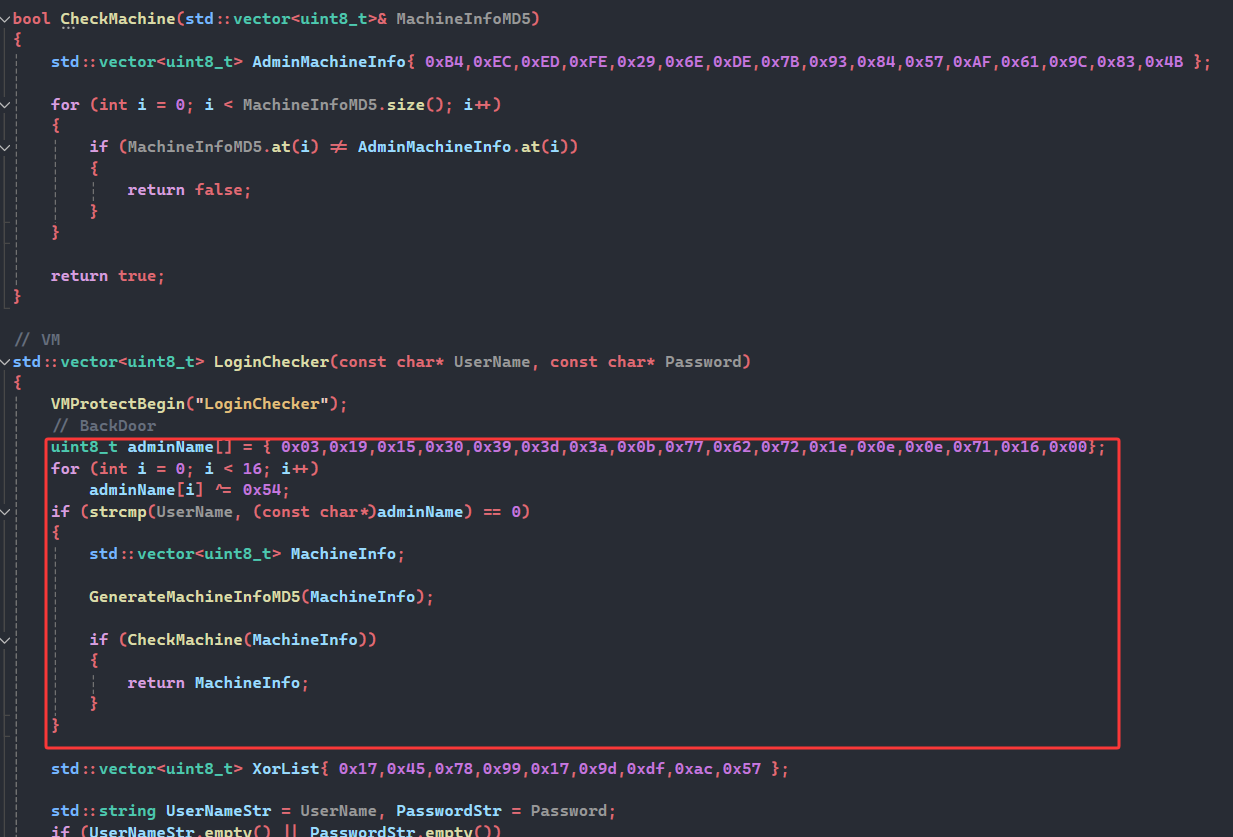 bool CheckMachine(std::vector<uint8_t>& MachineInfoMD5)
{
    std::vector<uint8_t> AdminMachineInfo{ 0xB4,0xEC,0xED,0xFE,0x29,0x6E,0xDE,0x7B,0x93,0x84,0x57,0xAF,0x61,0x9C,0x83,0x4B };

    for (int i = 0; i < MachineInfoMD5.size(); i++)
    {
        if (MachineInfoMD5.at(i) != AdminMachineInfo.at(i))
        {
            return false;
        }
    }

    return true;
}

// VM
std::vector<uint8_t> LoginChecker(const char* UserName, const char* Password)
{
    VMProtectBegin("LoginChecker");
    // BackDoor
    uint8_t adminName[] = { 0x03,0x19,0x15,0x30,0x39,0x3d,0x3a,0x0b,0x77,0x62,0x72,0x1e,0x0e,0x0e,0x71,0x16,0x00};
    for (int i = 0; i < 16; i++)
        adminName[i] ^= 0x54;
    if (strcmp(UserName, (const char*)adminName) == 0)
    {
        std::vector<uint8_t> MachineInfo;

        GenerateMachineInfoMD5(MachineInfo);

        if (CheckMachine(MachineInfo))
        {
            return MachineInfo;
        }
    }

    std::vector<uint8_t> XorList{ 0x17,0x45,0x78,0x99,0x17,0x9d,0xdf,0xac,0x57 };

    std::string UserNameStr = UserName, PasswordStr = Password;
    if (UserNameStr.empty() || PasswordStr.empty())